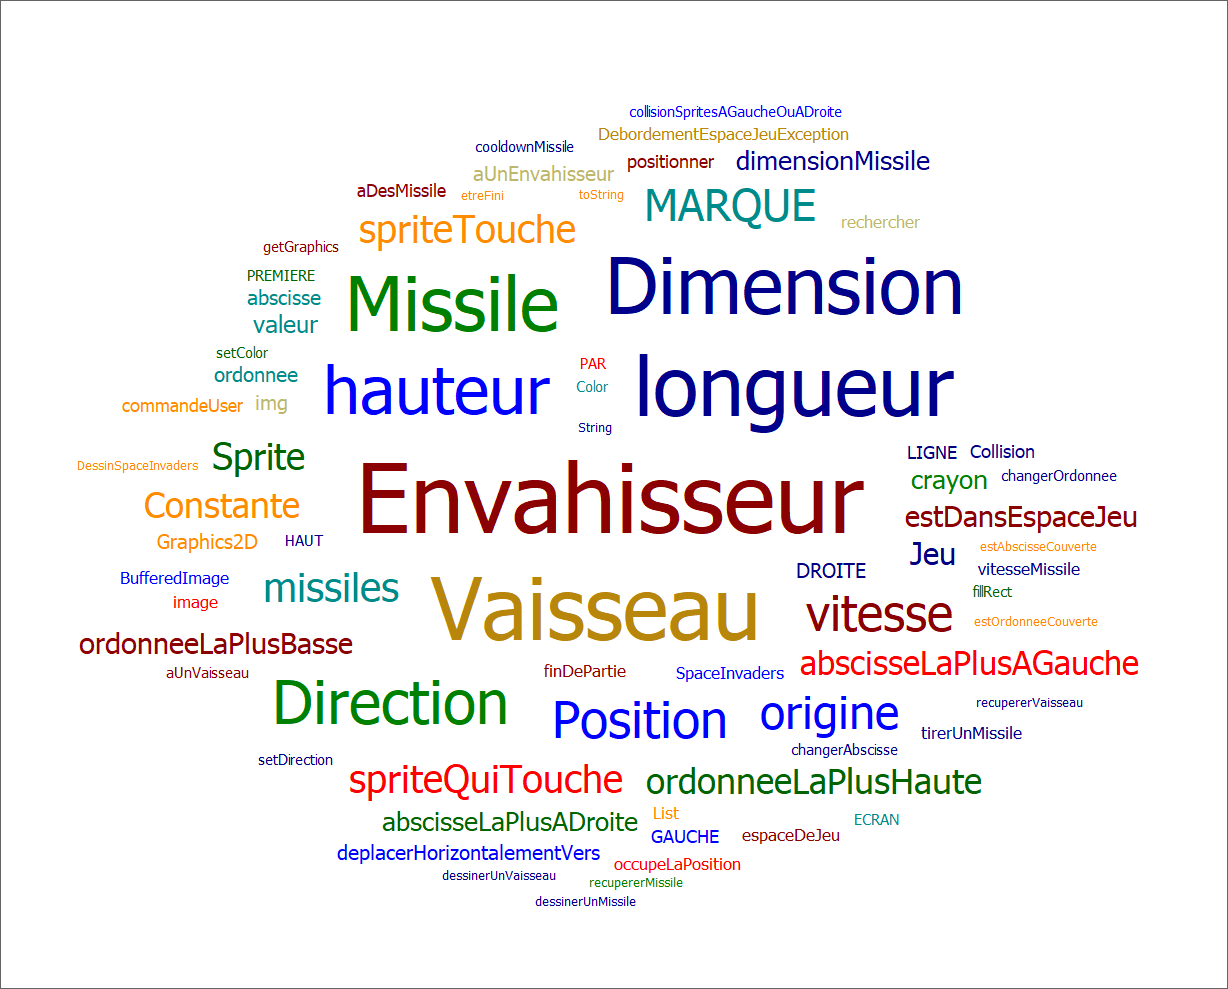 collisionSpritesAGaucheOuADroite
DebordementEspaceJeuException
cooldownMissile
positionner
dimensionMissile
aUnEnvahisseur
aDesMissile
etreFini
toString
MARQUE
rechercher
spriteTouche
getGraphics
PREMIERE
abscisse
valeur
Missile
Dimension
setColor
ordonnee
hauteur
PAR
Color
String
longueur
commandeUser
img
DessinSpaceInvaders
Sprite
Envahisseur
LIGNE
Collision
crayon
changerOrdonnee
Constante
estDansEspaceJeu
Graphics2D
HAUT
Jeu
estAbscisseCouverte
BufferedImage
image
missiles
Vaisseau
DROITE
vitesseMissile
fillRect
vitesse
estOrdonneeCouverte
ordonneeLaPlusBasse
aUnVaisseau
finDePartie
SpaceInvaders
abscisseLaPlusAGauche
Direction
Position
origine
recupererVaisseau
tirerUnMissile
changerAbscisse
setDirection
spriteQuiTouche
ordonneeLaPlusHaute
abscisseLaPlusADroite
List
GAUCHE
espaceDeJeu
ECRAN
deplacerHorizontalementVers
occupeLaPosition
dessinerUnVaisseau
recupererMissile
dessinerUnMissile